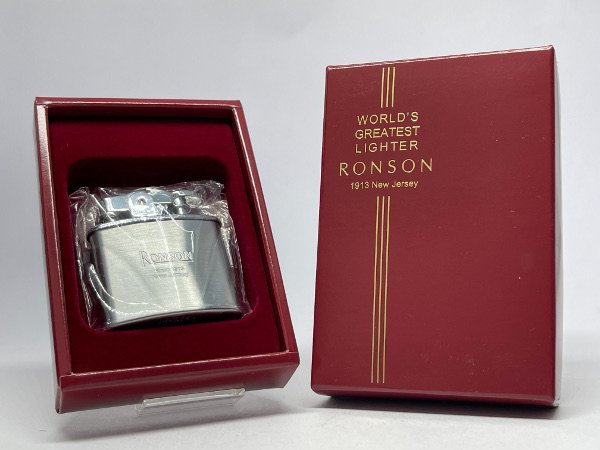 WORLD'S
GREATEST
LIGHTER
RONSON
1913 New Jersey
RONSON